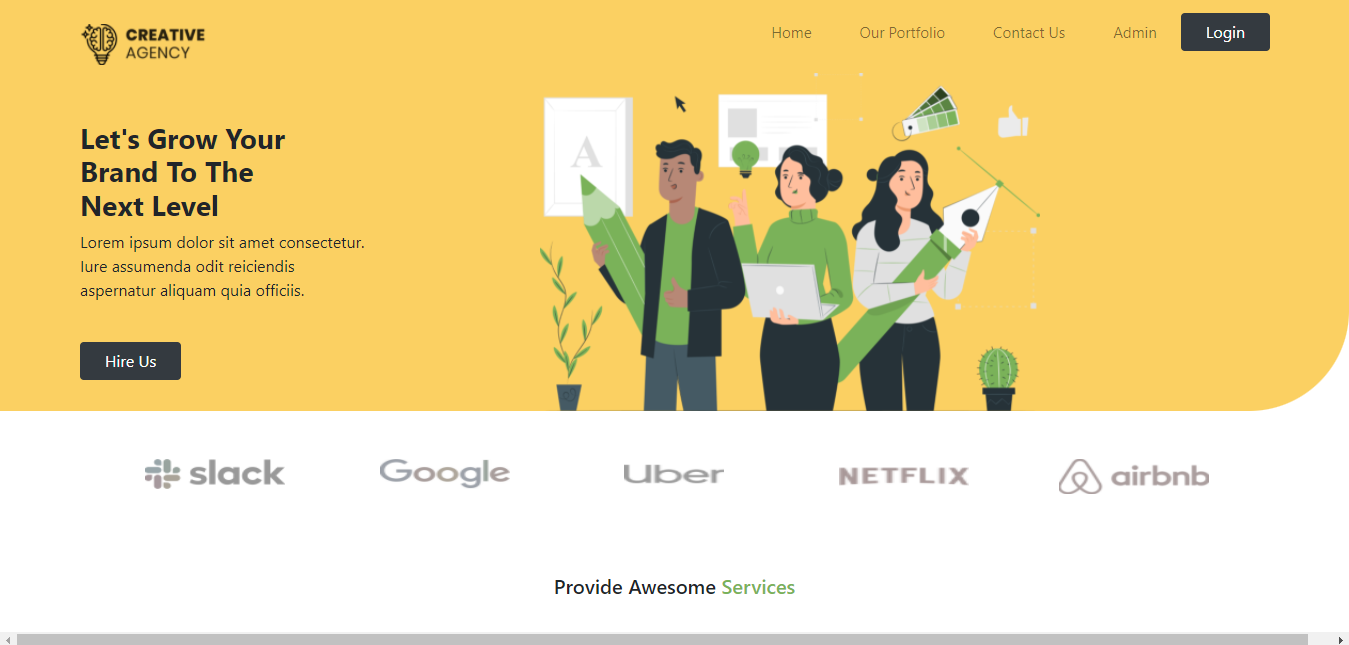 CREATIVE
AGENCY
Home Our Portfolio Contact Us Admin Login
A
Let's Grow Your
Brand To The
Next Level
Lorem ipsum dolor sit amet consectetur.
Iure assumenda odit reiciendis
aspernatur aliquam quia officiis.
Hire Us
slack Google Uber NETFLIX airbnb
Provide Awesome Services